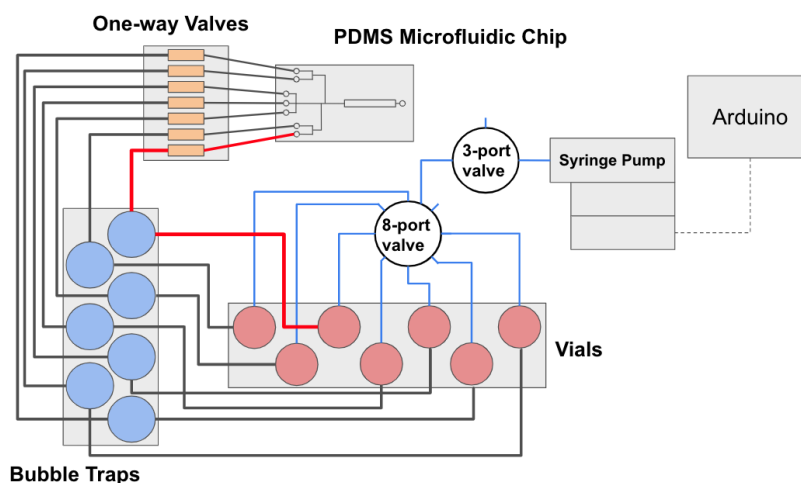 One-way Valves
PDMS Microfluidic Chip
3-port
valve
Syringe Pump
Arduino
8-port
valve
Vials
Bubble Traps